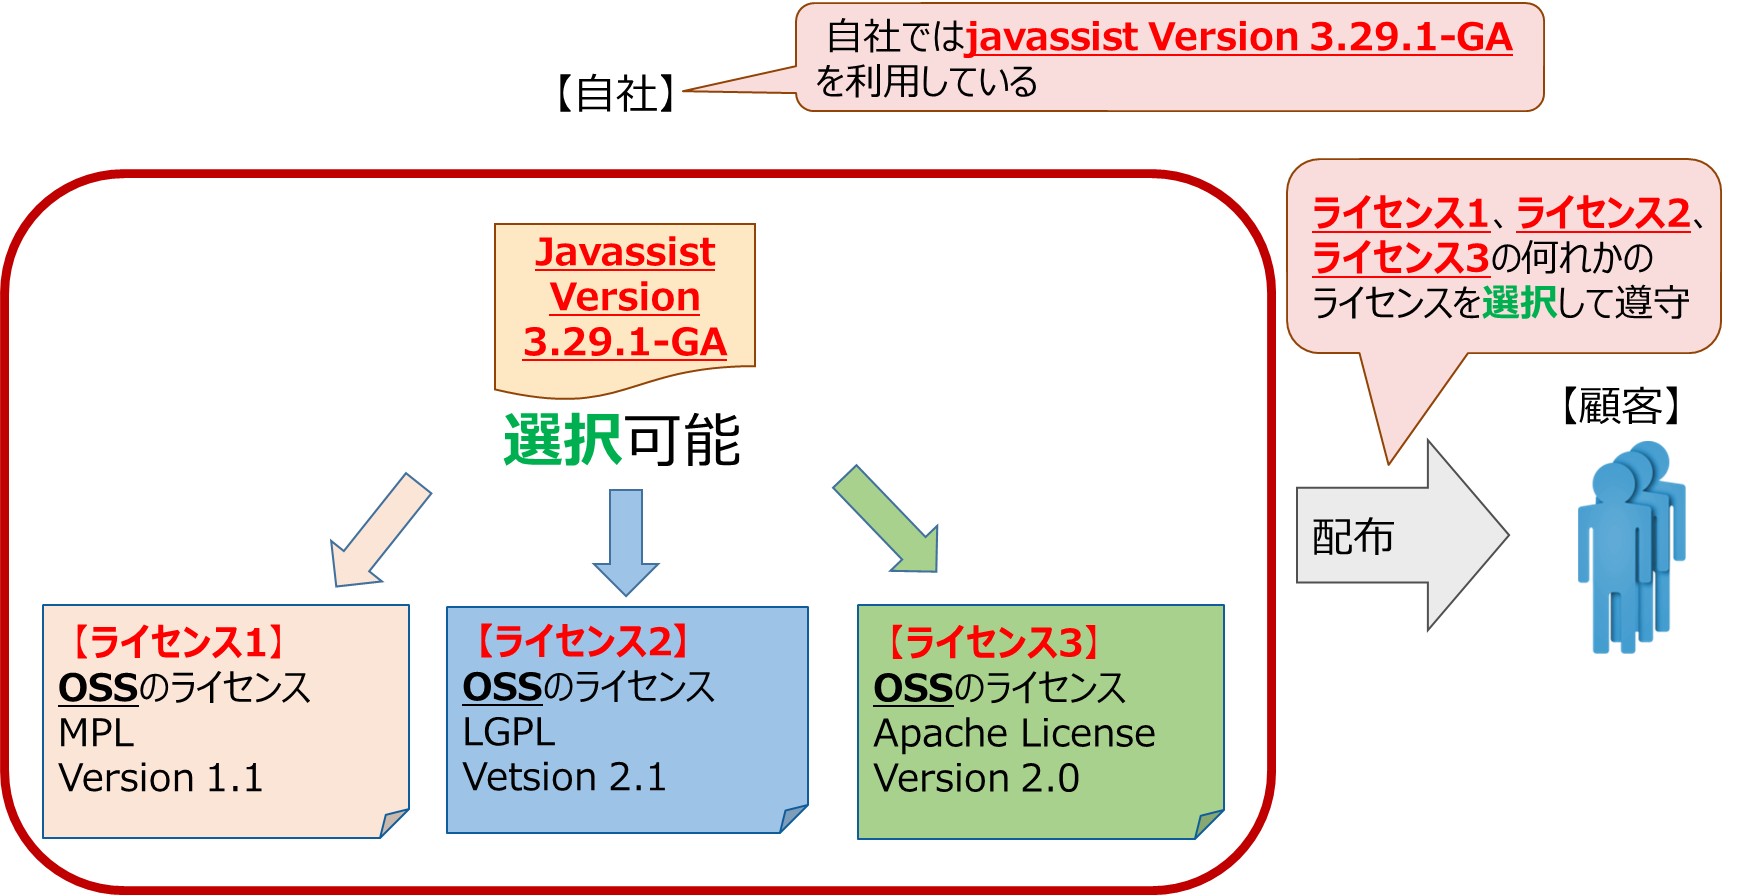 自社ではjavassist Version 3.29.1-GA
を利用している
【自社】
ライセンス1、ライセンス2、
ライセンス3の何れかの
ライセンスを選択して遵守
Javassist
Version
3.29.1-GA
選択可能
【顧客】
配布
【ライセンス1】
OSSのライセンス
MPL
Version 1.1
【ライセンス2】
OSSのライセンス
LGPL
Vetsion 2.1
【ライセンス3】
OSSのライセンス
Apache License
Version 2.0